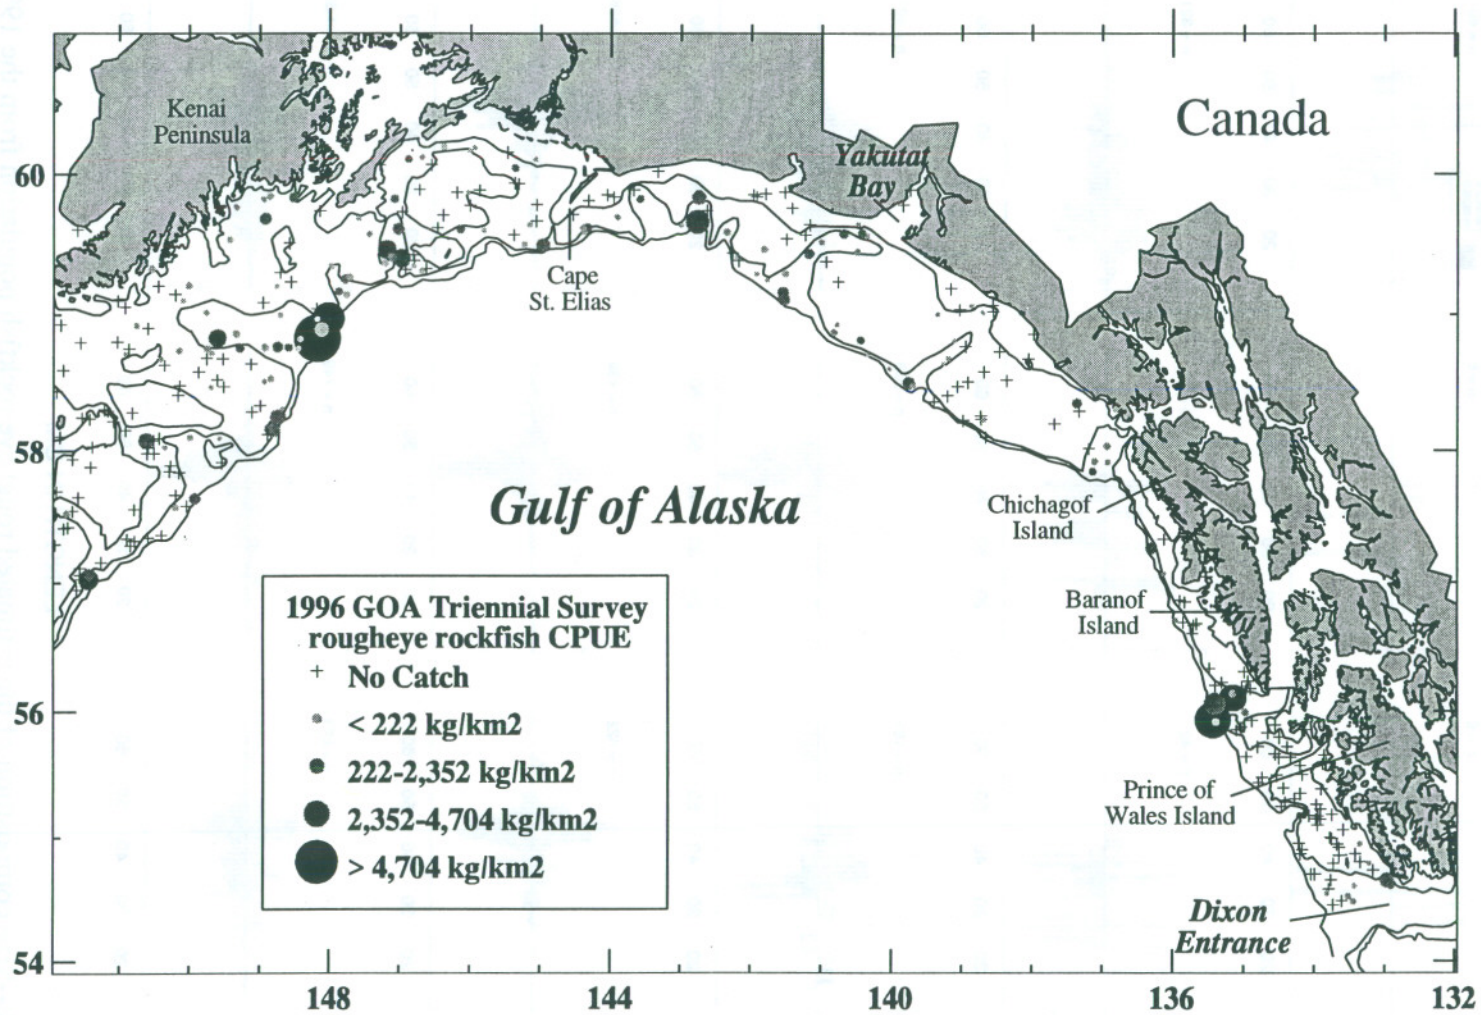 Canada
Kenai
Peninsula
Yakutat
Bay
60
Cape
St. Elias
58
Gulf of Alaska
Chichagof
Island
1996 GOA Triennial Survey
rougheye rockfish CPUE
No Catch
< 222 kg/km2
222-2,352 kg/km2
2,352-4,704 kg/km2
> 4,704 kg/km2
Baranof
Island
56
Prince of
Wales Island
Dixon
Entrance
54
148
144
140
136
132